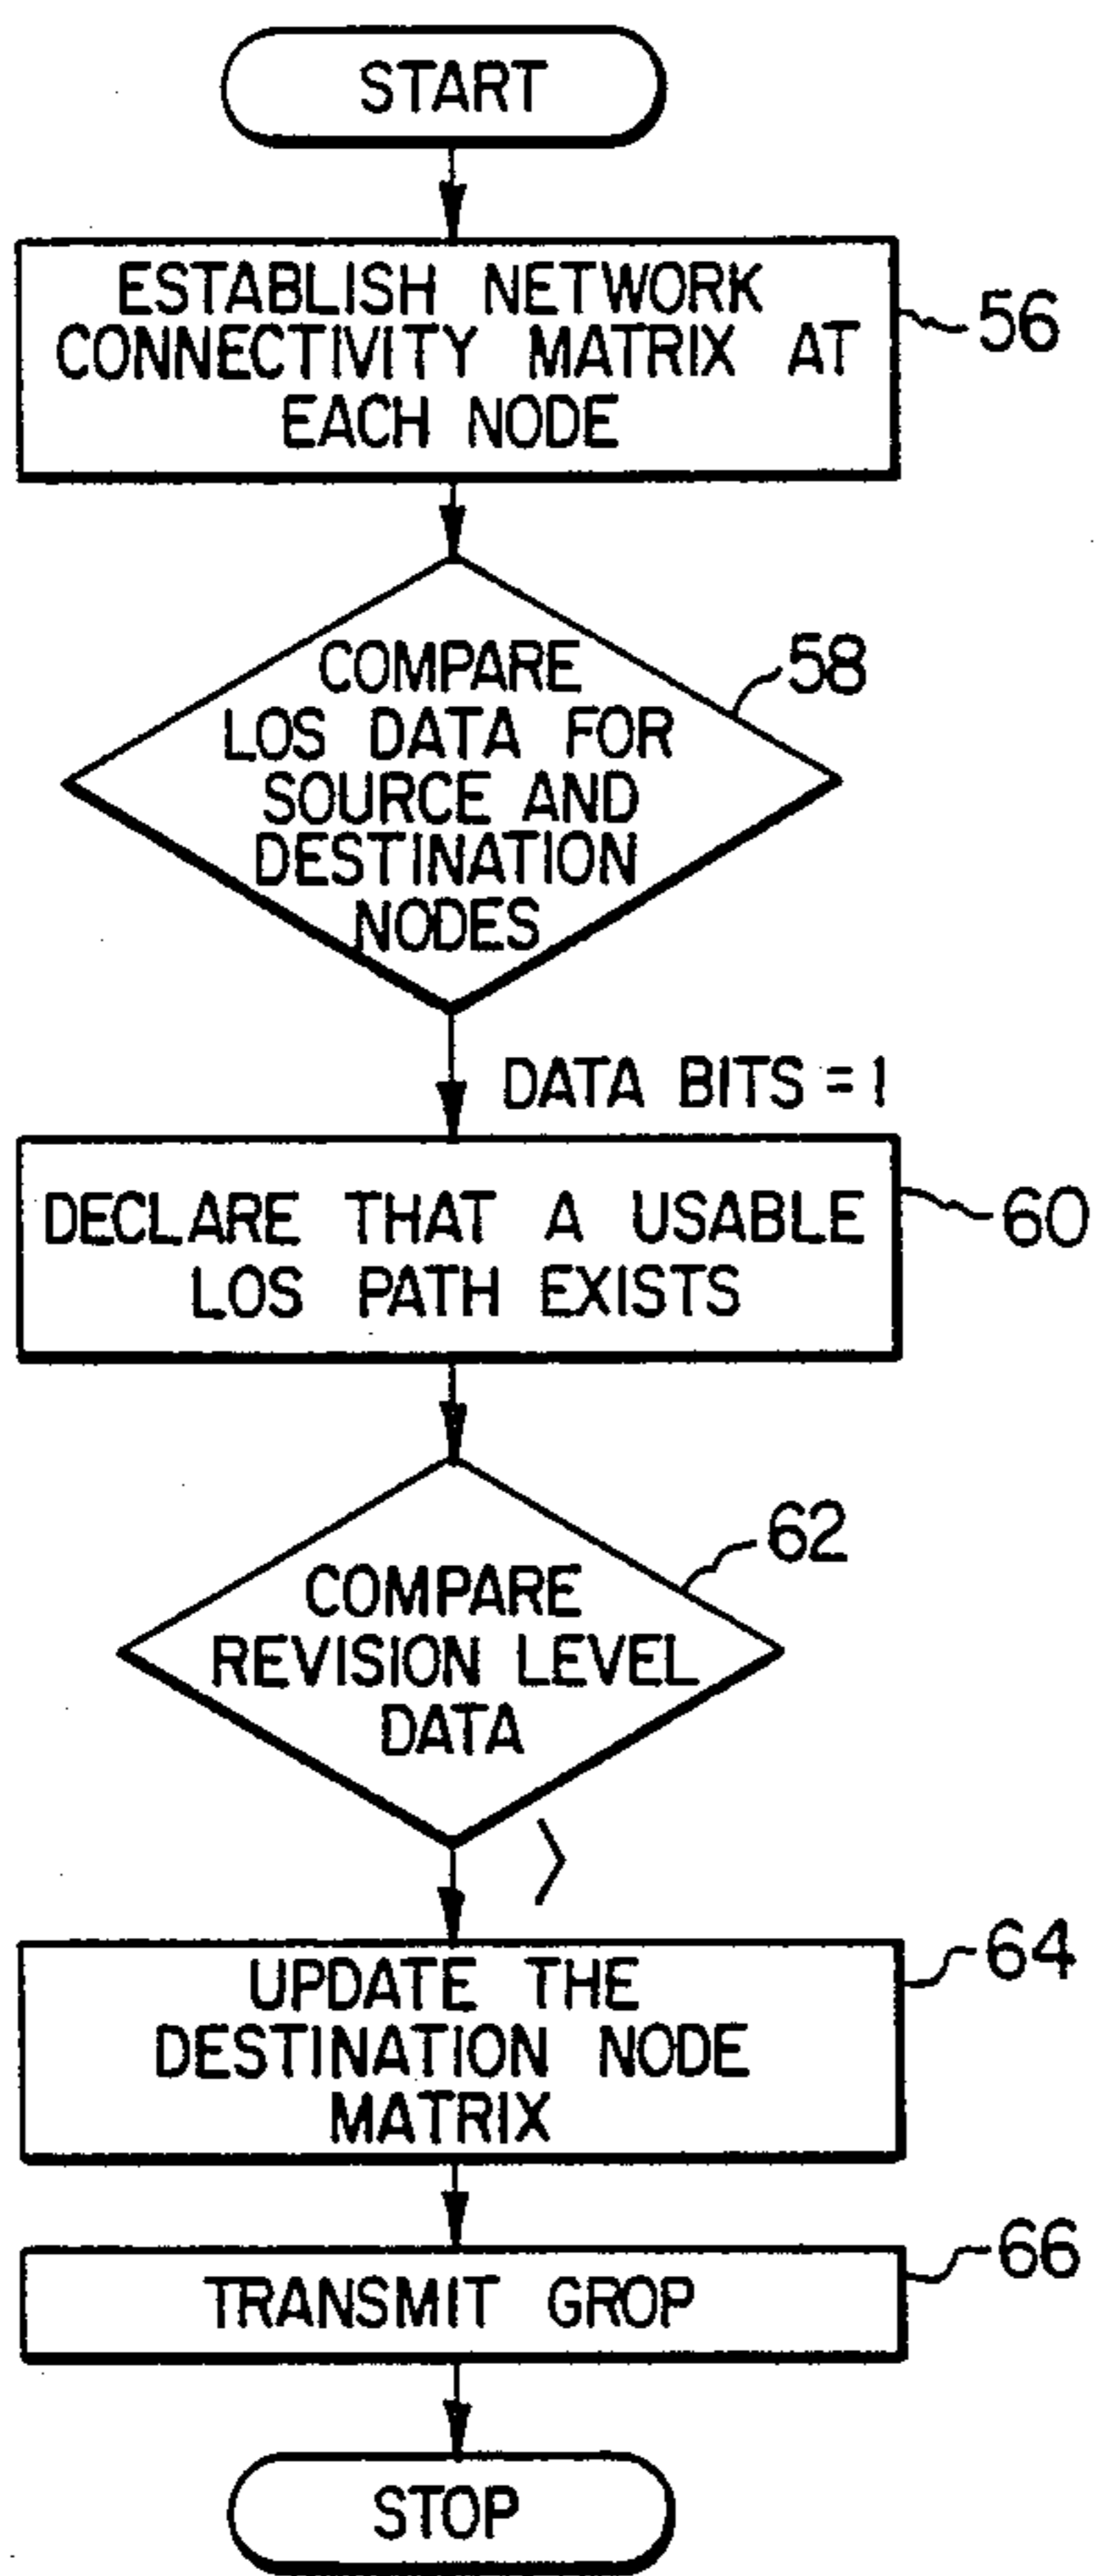 START
ESTABLISH NETWORK
CONNECTIVITY MATRIX AT
EACH NODE
56
COMPARE
LOS DATA FOR
SOURCE AND
DESTINATION
NODES
58
DATA BITS = 1
DECLARE THAT A USABLE
LOS PATH EXISTS
60
COMPARE
REVISION LEVEL
DATA
62
>
UPDATE THE
DESTINATION NODE
MATRIX
64
TRANSMIT GROP
66
STOP